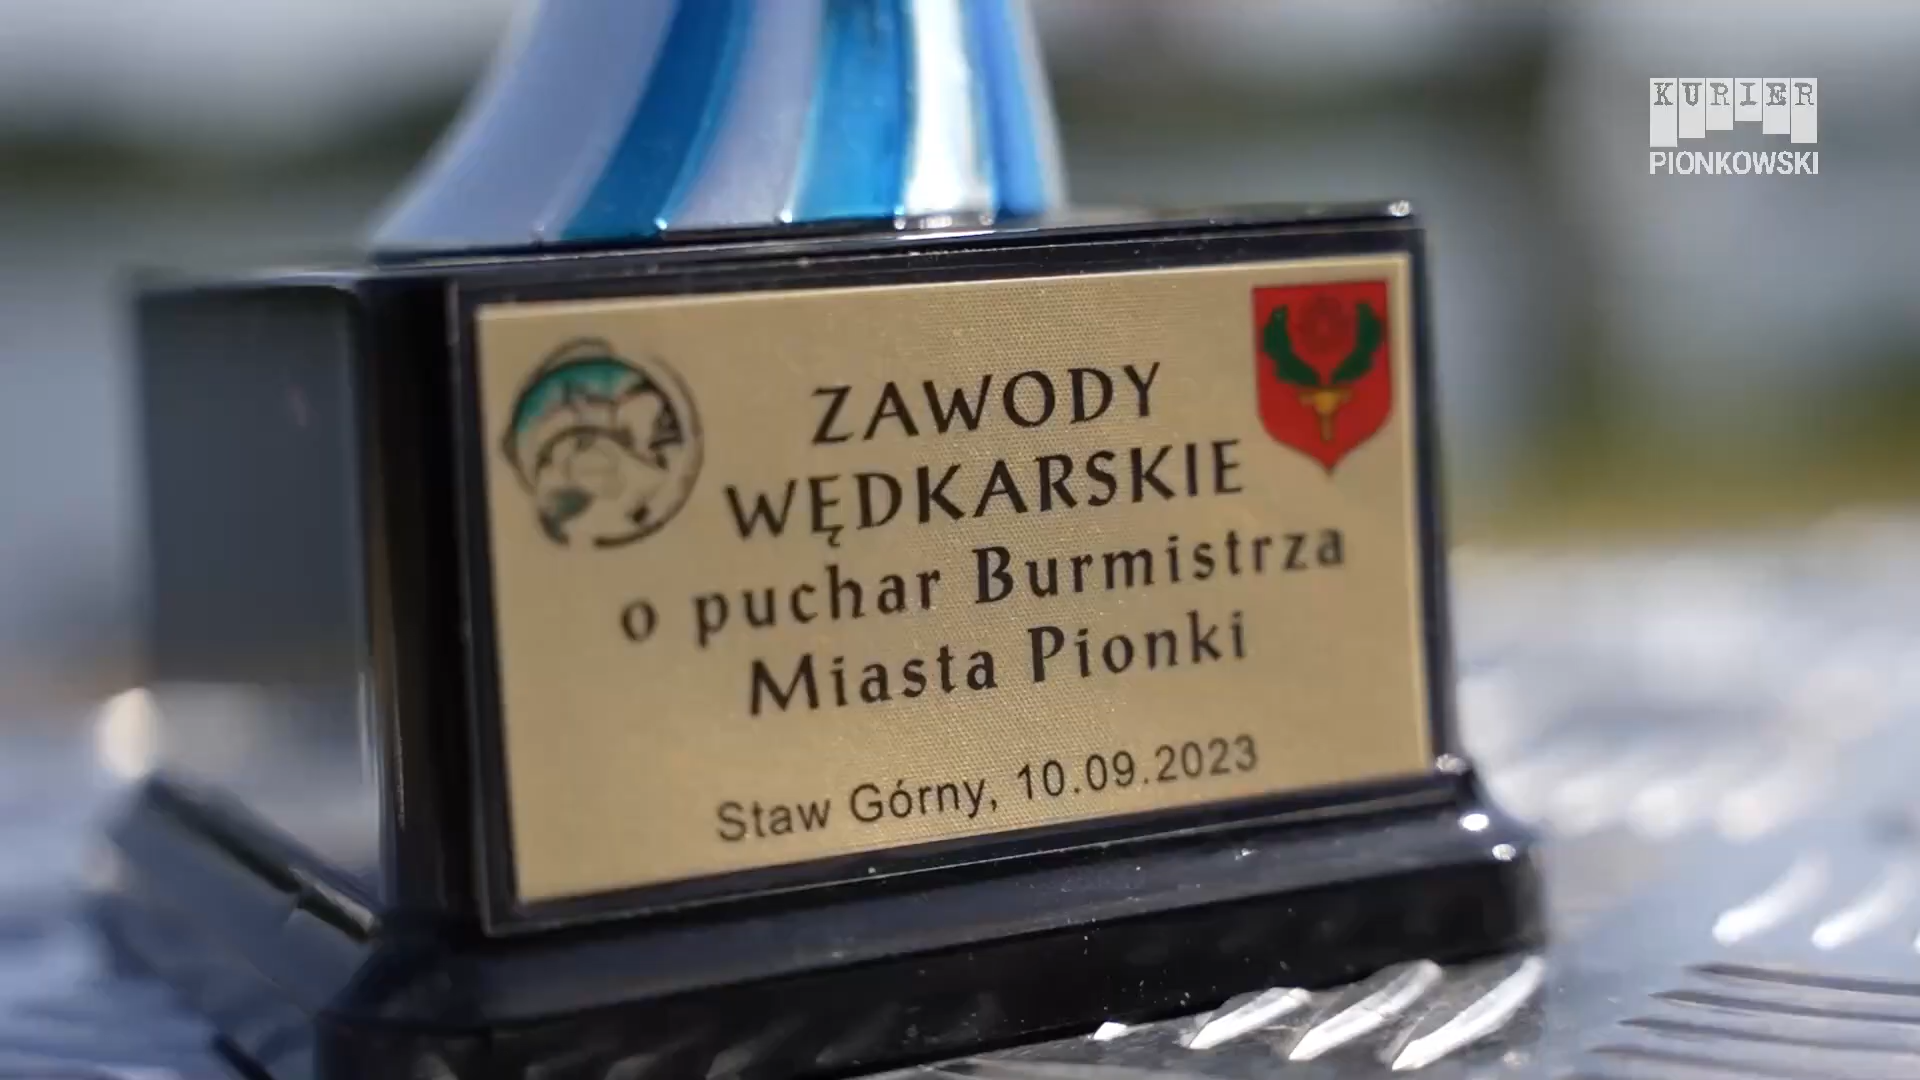 KURIER
PIONKOWSKI
ZAWODY
WĘDKARSKIE
o puchar Burmistrza
Miasta Pionki
Staw Górny, 10.09.2023